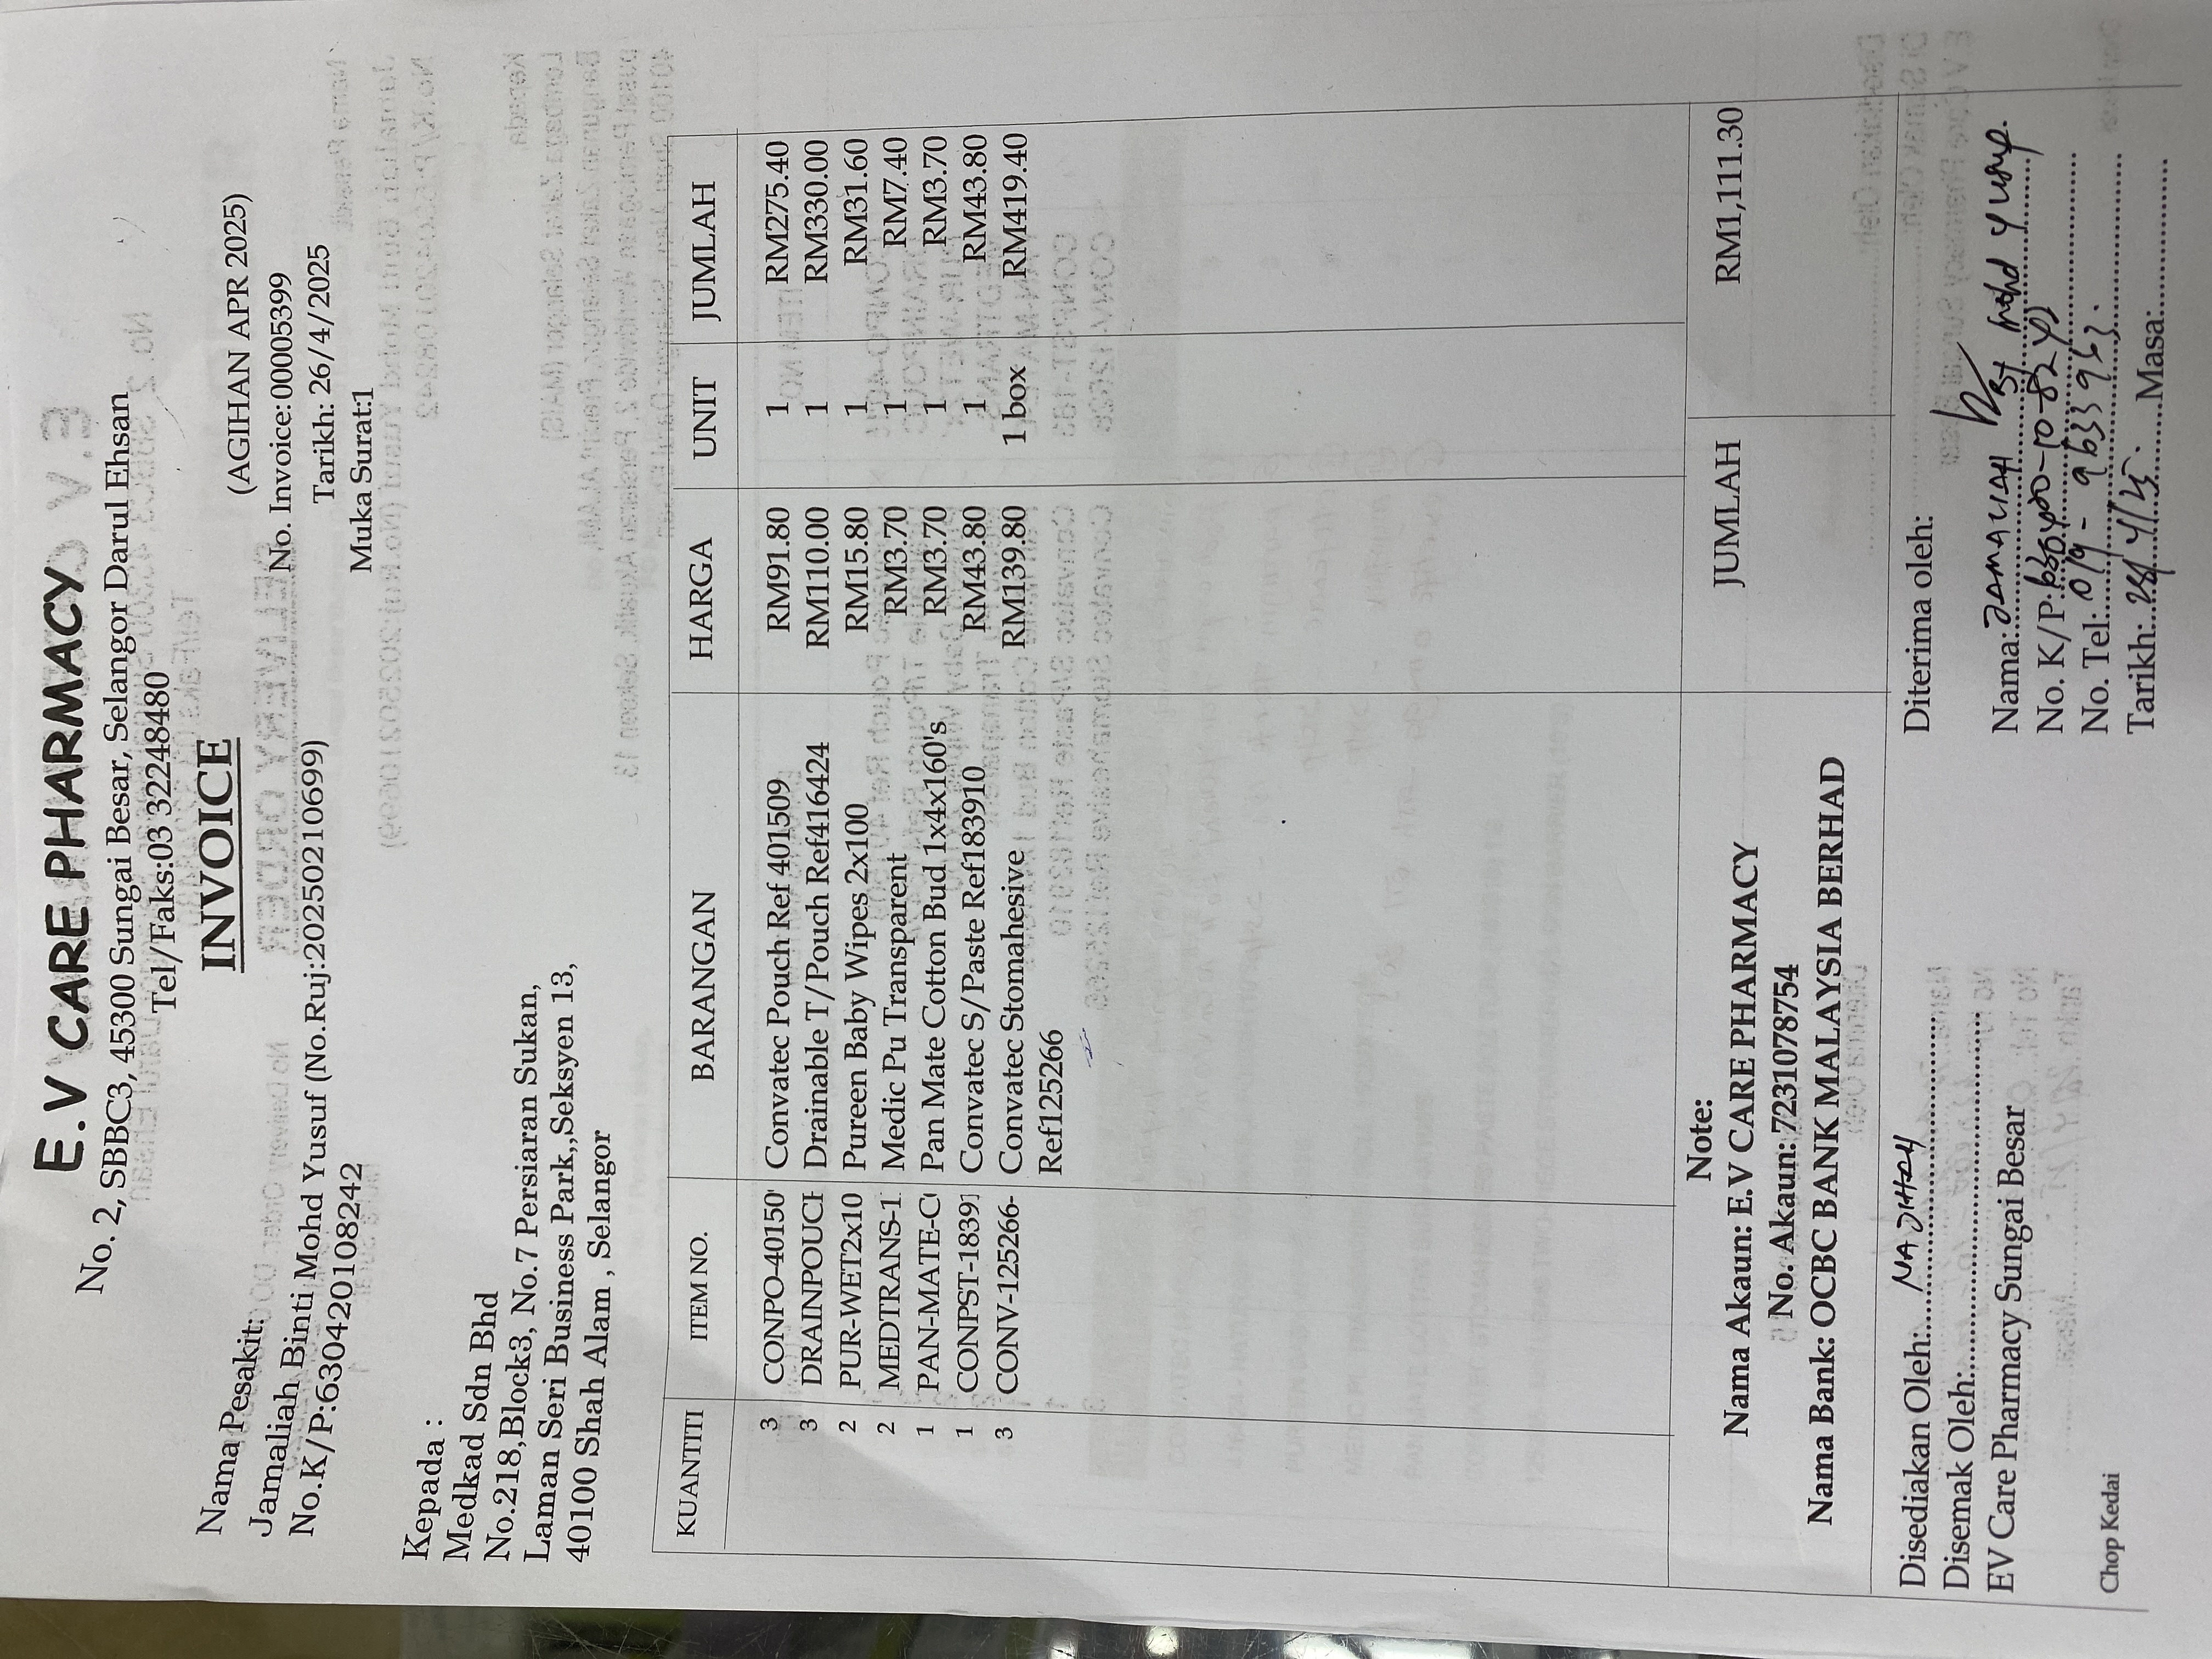 E.V CARE PHARMACY
No. 2, SBBC3, 45300 Sungai Besar, Selangor Darul Ehsan
Tel/Faks:03 32248480
INVOICE
(AGIHAN APR 2025)
Nama Pesakit:
Jamaliah Binti Mohd Yusuf (No.Ruj:20250210699)
No.K/P:630420108242
No. Invoice: 00005399
Tarikh: 26/4/2025
Muka Surat:1
Kepada :
Medkad Sdn Bhd
No.218,Block3, No.7 Persiaran Sukan,
Laman Seri Business Park,,Seksyen 13,
40100 Shah Alam , Selangor
KUANTITI ITEM NO. BARANGAN HARGA UNIT JUMLAH
3 CONPO-40150 Convatec Pouch Ref 401509 RM91.80 1 RM275.40
3 DRAINPOUCH Drainable T/Pouch Ref416424 RM110.00 1 RM330.00
2 PUR-WET2x10 Pureen Baby Wipes 2x100 RM15.80 1 RM31.60
2 MEDTRANS-1 Medic Pu Transparent RM3.70 1 RM7.40
1 PAN-MATE-C Pan Mate Cotton Bud 1x4x160's RM3.70 1 RM3.70
1 CONPST-18391 Convatec S/Paste Ref183910 RM43.80 1 RM43.80
3 CONV-125266- Convatec Stomahesive RM139.80 1 box RM419.40
Ref125266
Note:
Nama Akaun: E.V CARE PHARMACY
No. Akaun: 7231078754
Nama Bank: OCBC BANK MALAYSIA BERHAD
JUMLAH RM1,111.30
Disediakan Oleh: NAJIHAH
Disemak Oleh:
EV Care Pharmacy Sungai Besar
Chop Kedai
Diterima oleh:
Nama: JAMALIAH Bt Mohd Yusuf.
No. K/P: 630420-10-8242
No. Tel: 019-9633963.
Tarikh: 28/4/25. Masa: